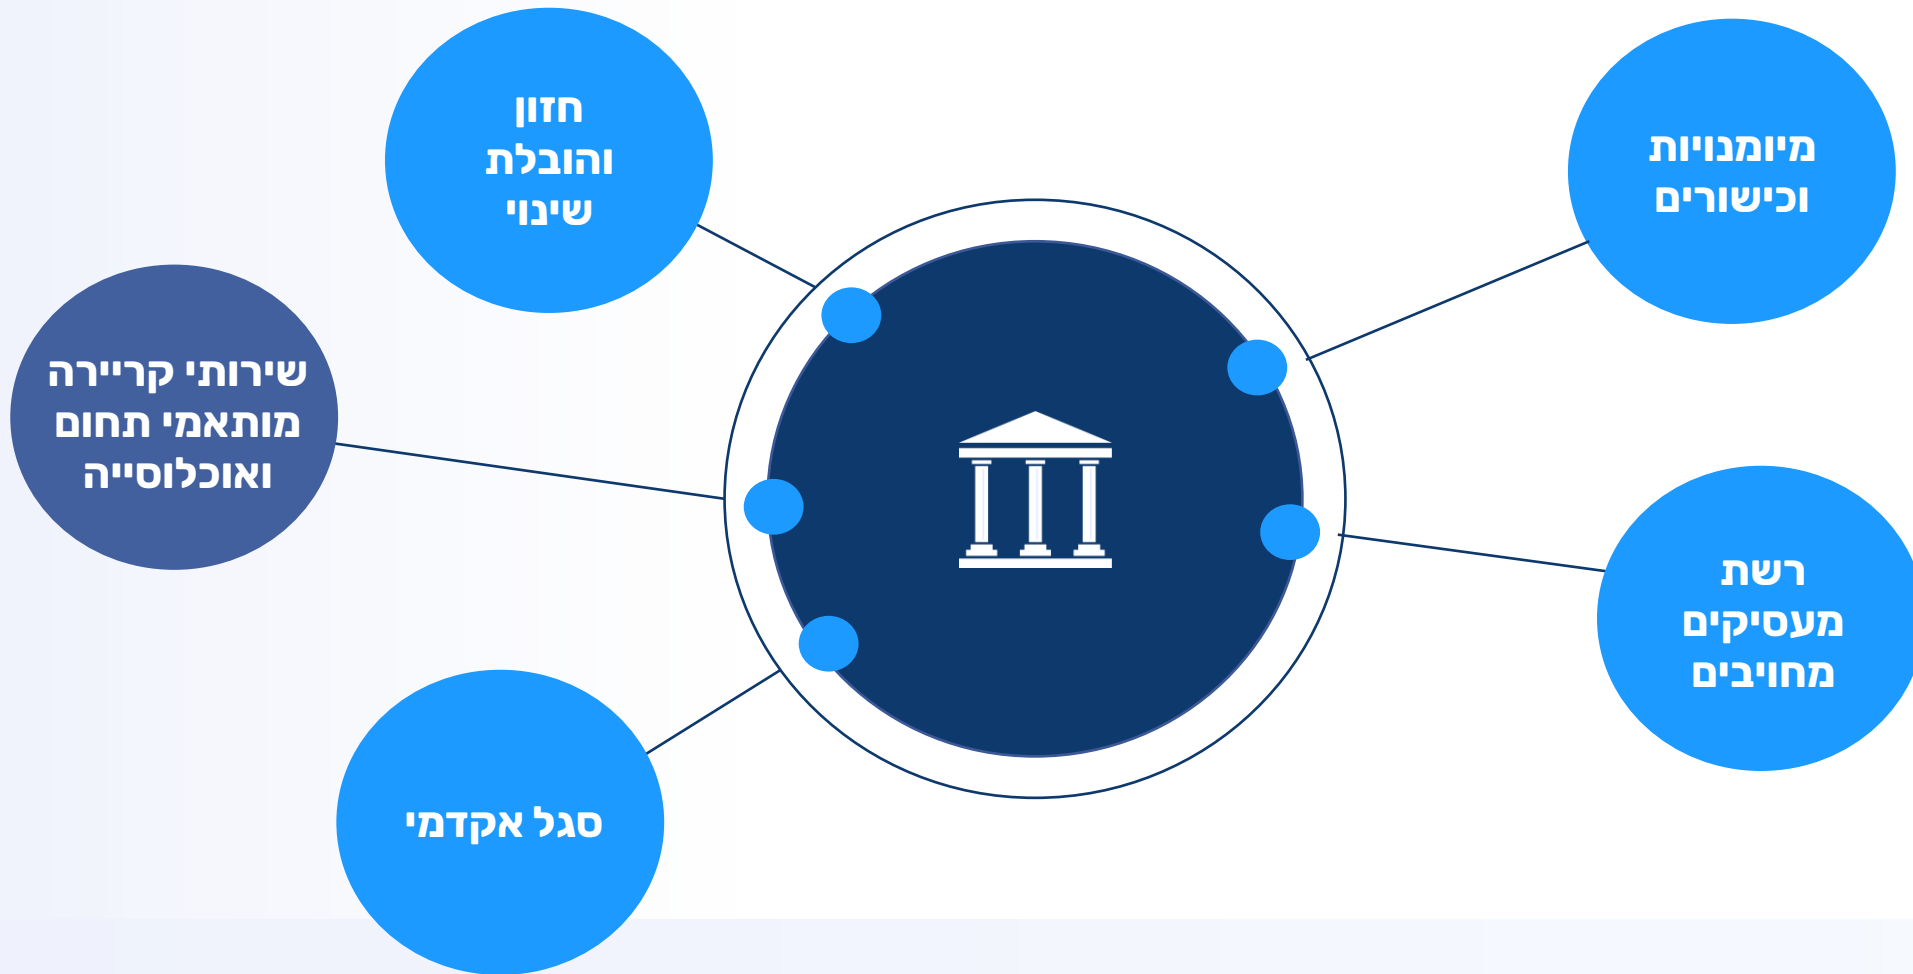 מיומנויות
וכישורים
רשת
מעסיקים
מחויבים
חזון
והובלת
שינוי
שירותי קריירה
מותאמי תחום
ואוכלוסייה
סגל אקדמי